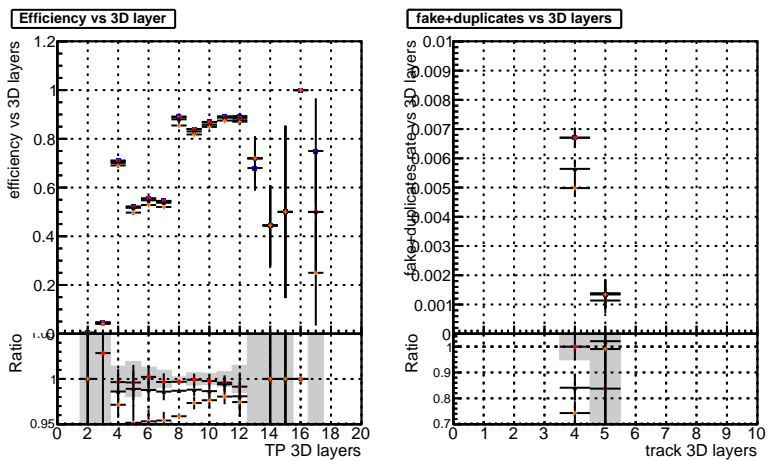 Efficiency vs 3D layer
efficiency vs 3D layers
1.2
1
0.8
0.6
0.4
0.2
0
Ratio
1
0.95
0 2 4 6 8 10 12 14 16 18 20
TP 3D layers
fake+duplicates vs 3D layers
fake+duplicates rate vs 3D layers
0.01
0.009
0.008
0.007
0.006
0.005
0.004
0.003
0.002
0.001
0
Ratio
1
0.9
0.8
0.7
0 1 2 3 4 5 6 7 8 9 10
track 3D layers